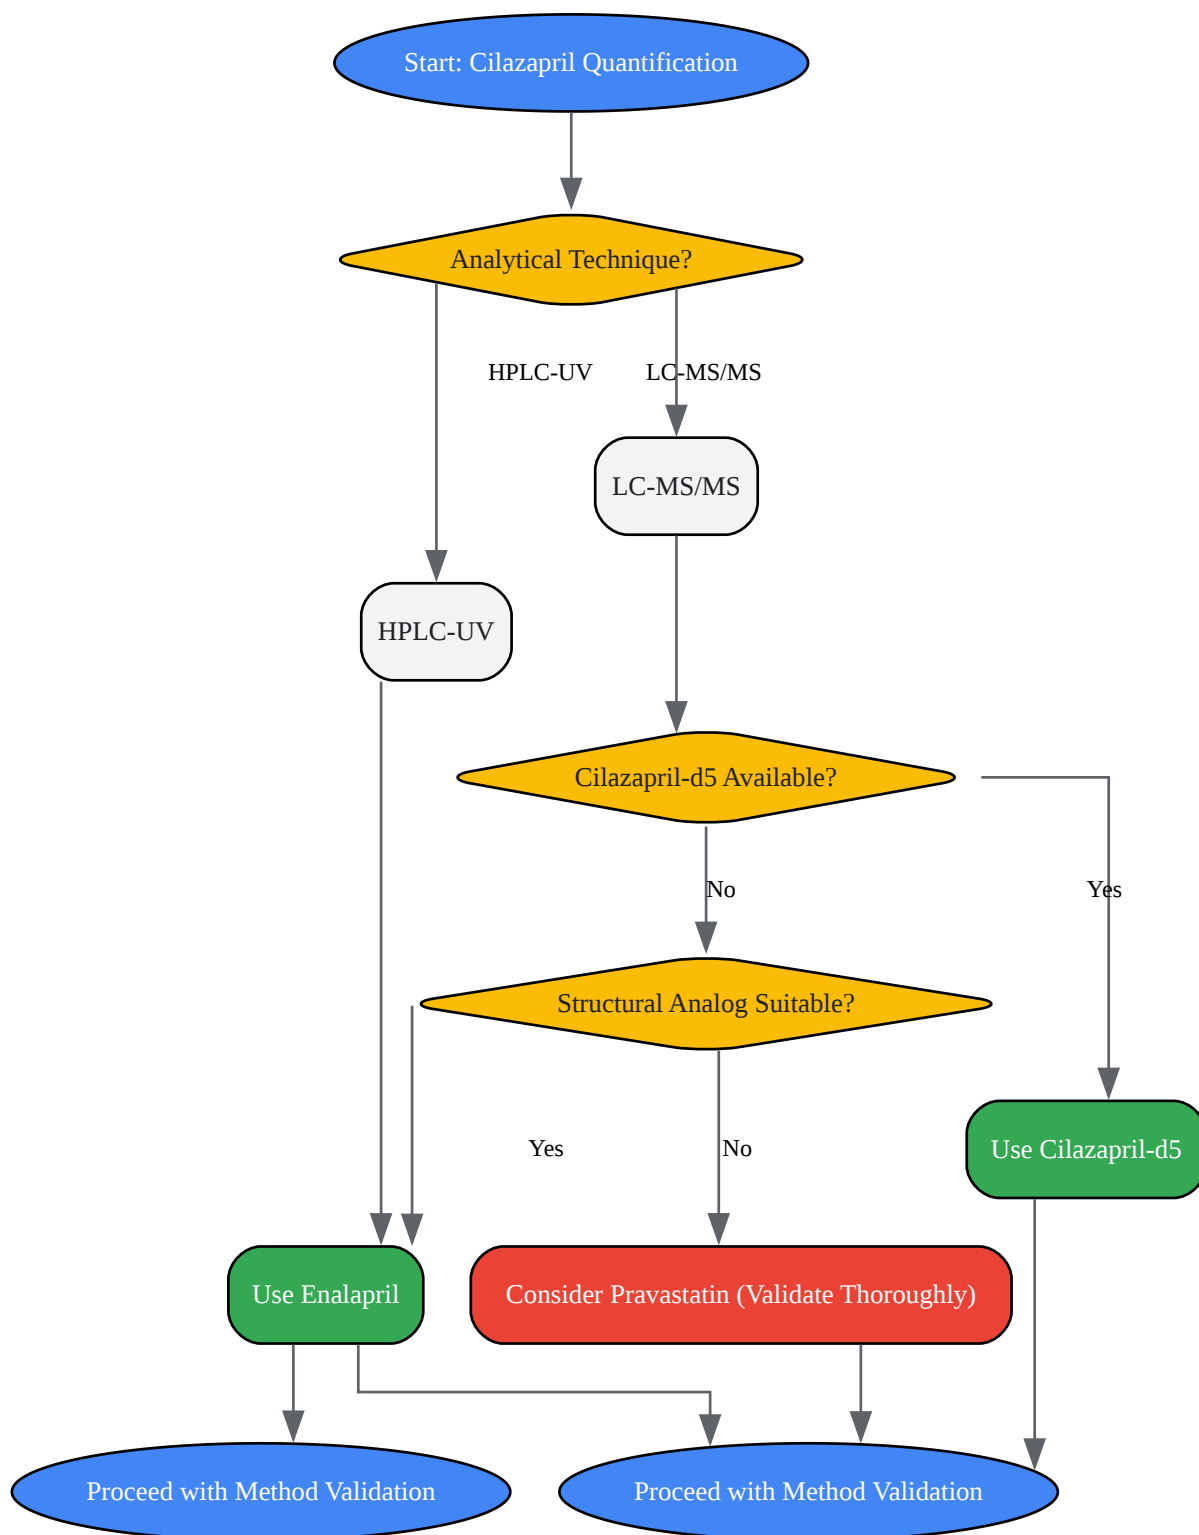 Start: Cilazapril Quantification
Analytical Technique?
HPLC-UV
LC-MS/MS
LC-MS/MS
HPLC-UV
Cilazapril-d5 Available?
No
Yes
Structural Analog Suitable?
Yes
No
Use Cilazapril-d5
Use Enalapril
Consider Pravastatin (Validate Thoroughly)
Proceed with Method Validation
Proceed with Method Validation